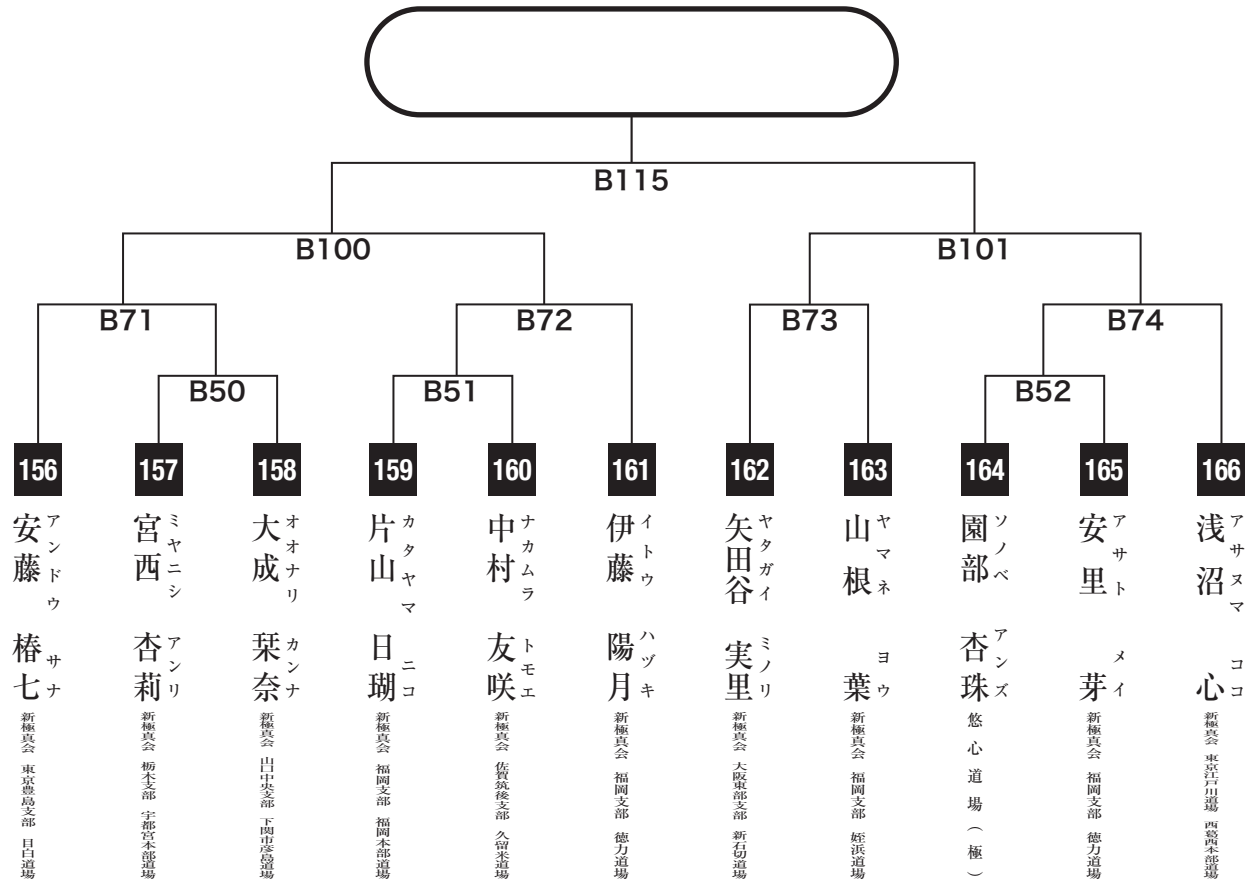 B115
B100
B101
B71
B72
B73
B74
B50
B51
B52
156
安藤 椿七
アンドウ サナ
新極真会 東京豊島支部 目白道場
157
宮西 杏莉
ミヤニシ アンリ
新極真会 栃木支部 宇都宮本部道場
158
大成 栞奈
オオナリ カンナ
新極真会 山口中央支部 下関市彦島道場
159
片山 日瑚
カタヤマ ニコ
新極真会 福岡支部 福岡本部道場
160
中村 友咲
ナカムラ トモエ
新極真会 佐賀筑後支部 久留米道場
161
伊藤 陽月
イトウ ハヅキ
新極真会 福岡支部 徳力道場
162
矢田谷 実里
ヤタガイ ミノリ
新極真会 大阪東部支部 新石切道場
163
山根 葉
ヤマネ ヨウ
新極真会 福岡支部 姪浜道場
164
園部 杏珠
ソノベ アンズ
悠心道場(極)
165
安里 芽
アサト メイ
新極真会 福岡支部 徳力道場
166
浅沼 心
アサヌマ ココ
新極真会 東京江戸川道場 西葛西本部道場